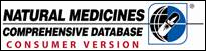 NATURAL MEDICINES
COMPREHENSIVE DATABASE
CONSUMER VERSION